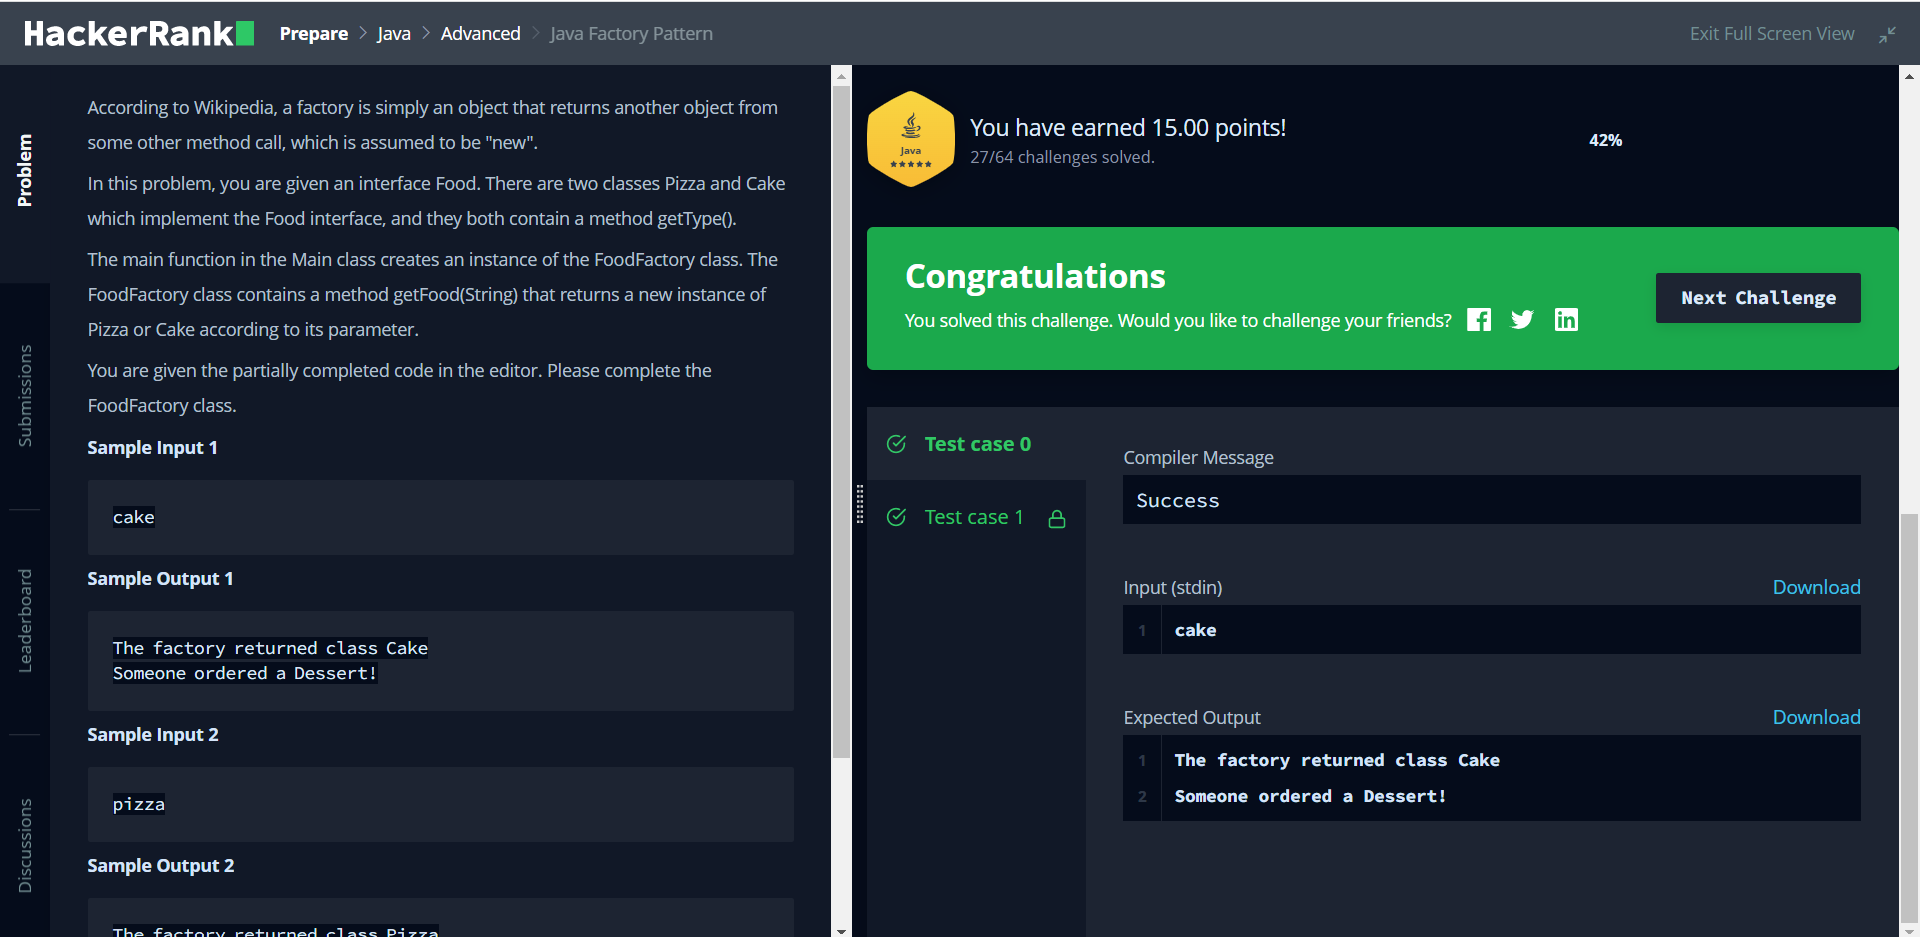 HackerRank
Prepare > Java > Advanced > Java Factory Pattern
Exit Full Screen View
Problem
Submissions
Leaderboard
Discussions
According to Wikipedia, a factory is simply an object that returns another object from
some other method call, which is assumed to be "new".
In this problem, you are given an interface Food. There are two classes Pizza and Cake
which implement the Food interface, and they both contain a method getType().
The main function in the Main class creates an instance of the FoodFactory class. The
FoodFactory class contains a method getFood(String) that returns a new instance of
Pizza or Cake according to its parameter.
You are given the partially completed code in the editor. Please complete the
FoodFactory class.
Sample Input 1
cake
Sample Output 1
The factory returned class Cake
Someone ordered a Dessert!
Sample Input 2
pizza
Sample Output 2
The factory returned class Pizza
Java
You have earned 15.00 points!
27/64 challenges solved.
42%
Congratulations
You solved this challenge. Would you like to challenge your friends?
Next Challenge
Test case 0
Test case 1
Compiler Message
Success
Input (stdin)
Download
1 cake
Expected Output
Download
1 The factory returned class Cake
2 Someone ordered a Dessert!